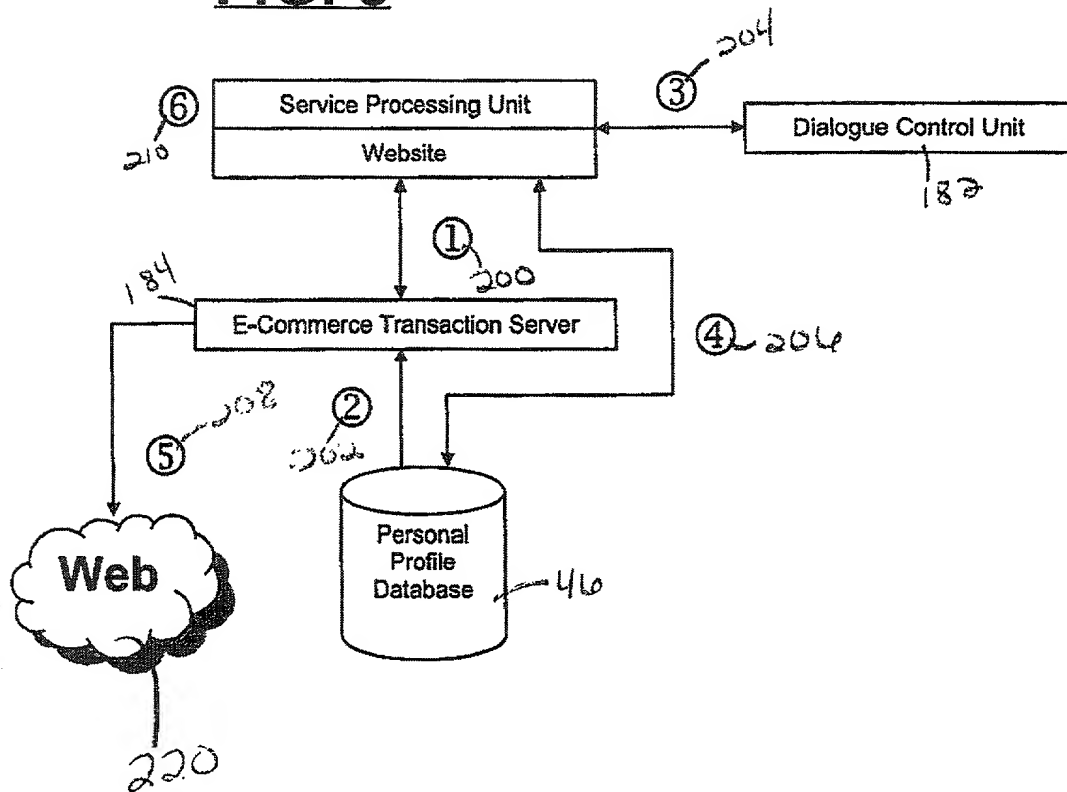 ③ 204
⑥ Service Processing Unit
210
Website
Dialogue Control Unit
182
① 200
184
E-Commerce Transaction Server
④ 206
⑤ 208
② 202
Web
Personal
Profile
Database
46
220